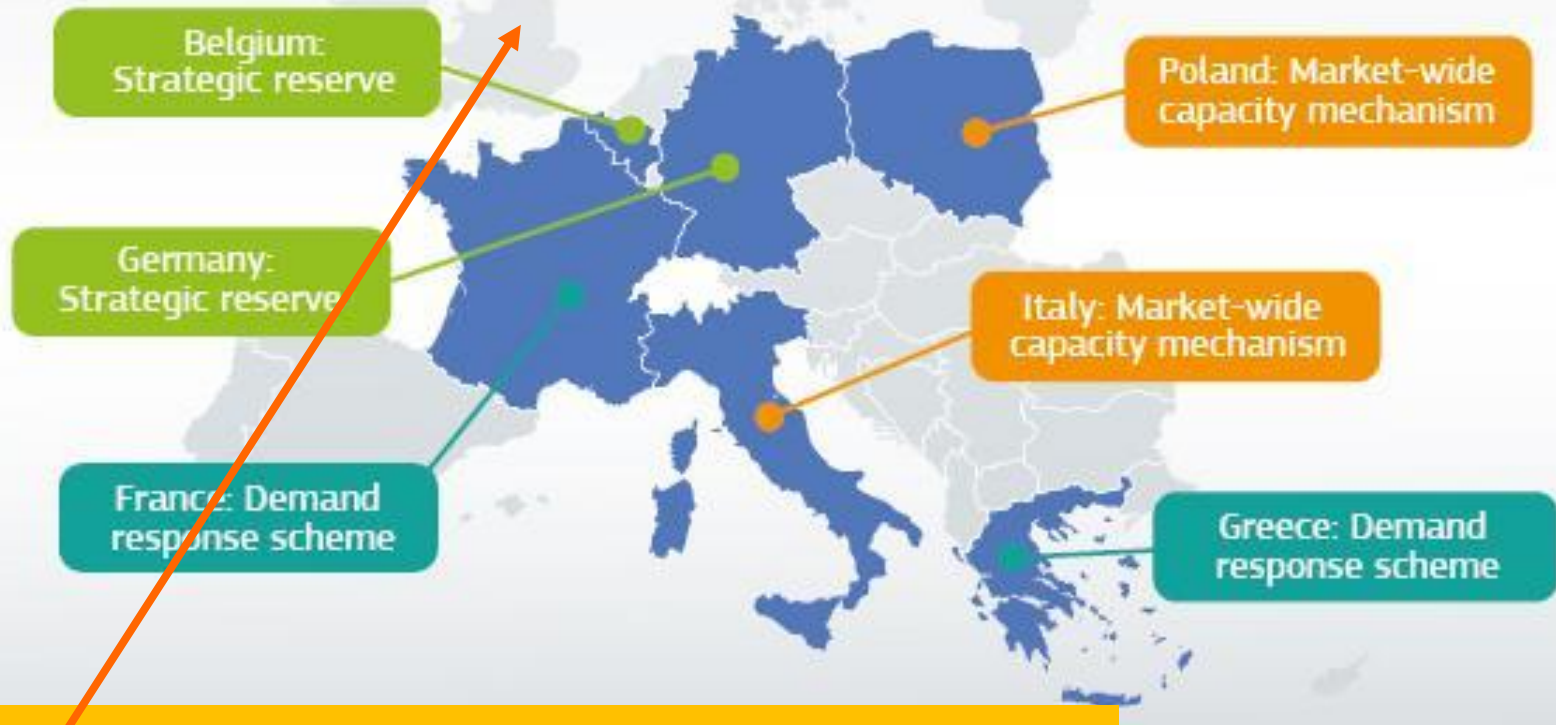 Belgium:
Strategic reserve
Poland: Market-wide
capacity mechanism
Germany:
Strategic reserve
Italy: Market-wide
capacity mechanism
France: Demand
response scheme
Greece: Demand
response scheme